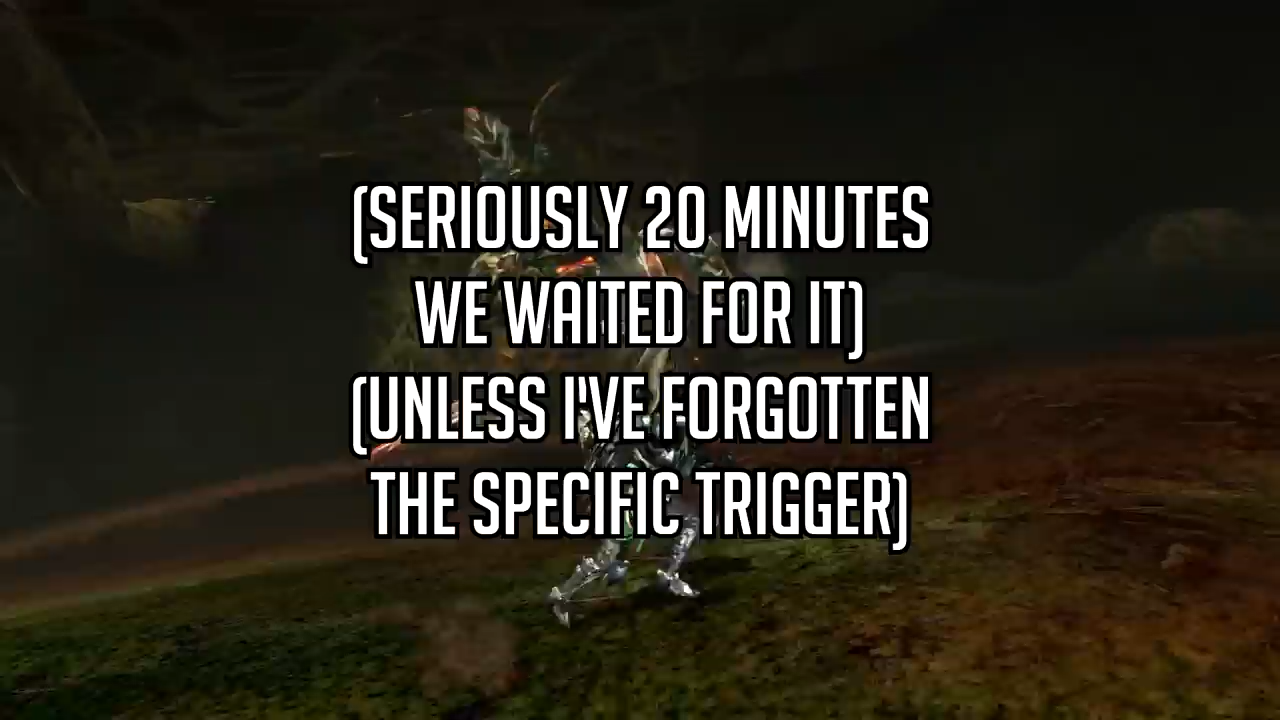 (SERIOUSLY 20 MINUTES
WE WAITED FOR IT)
(UNLESS I'VE FORGOTTEN
THE SPECIFIC TRIGGER)